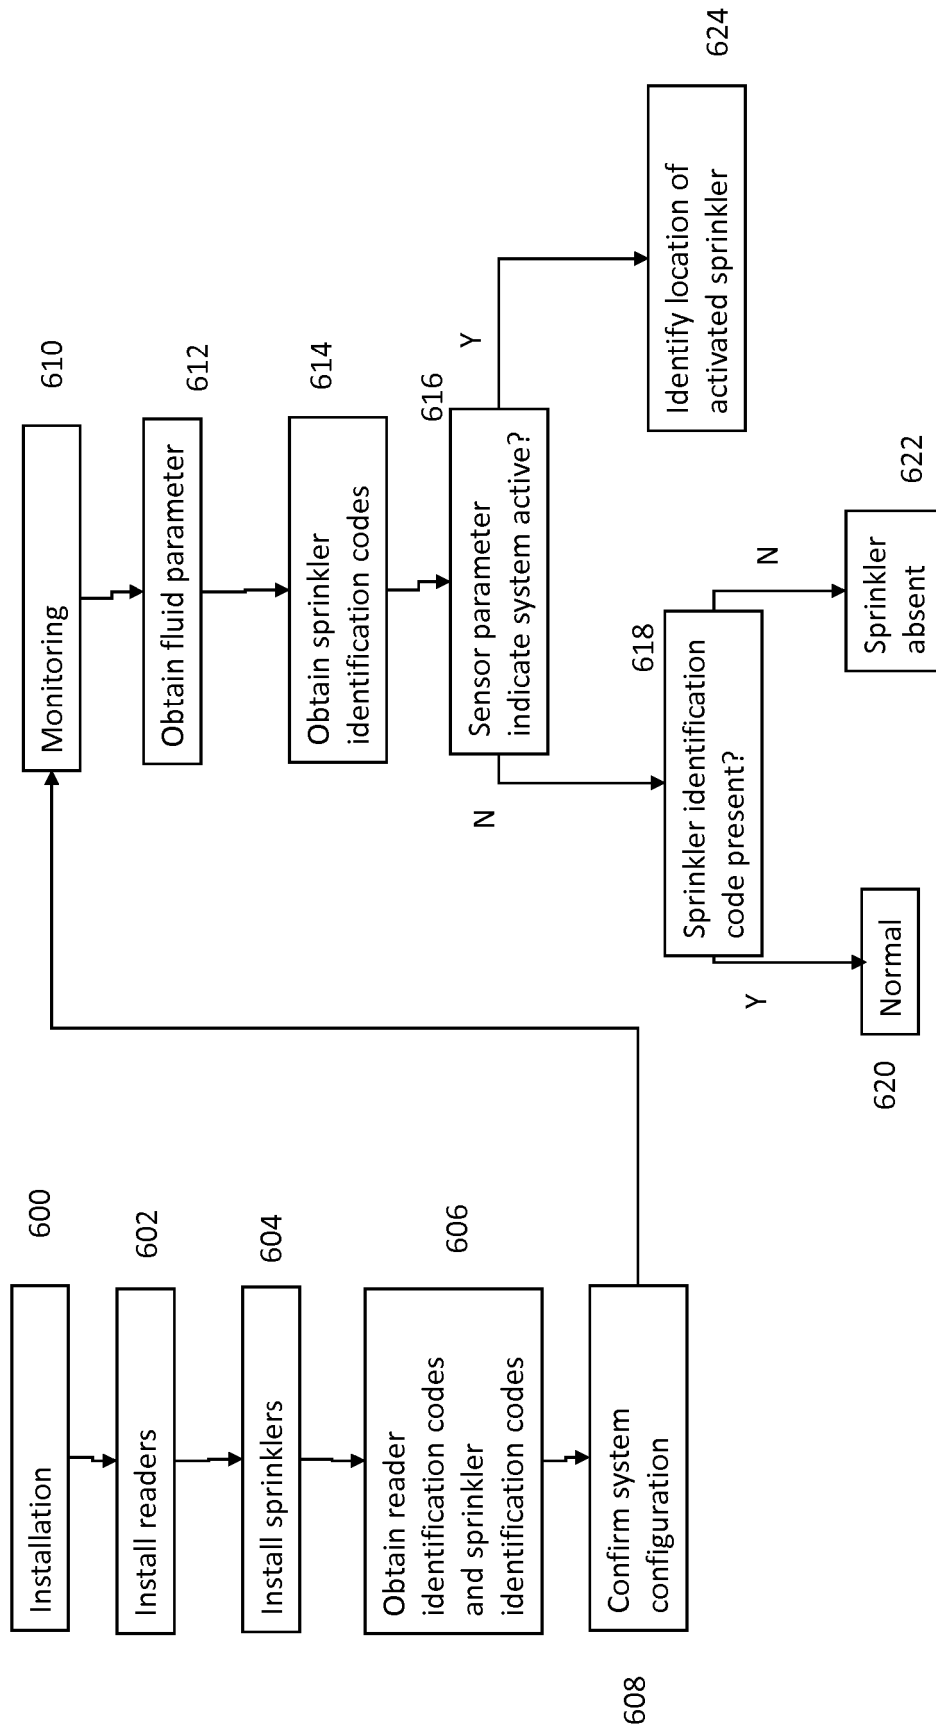 Installation
600
Install readers
602
Install sprinklers
604
Obtain reader
identification codes
and sprinkler
identification codes
606
Confirm system
configuration
608
Monitoring
610
Obtain fluid parameter
612
Obtain sprinkler
identification codes
614
Sensor parameter
indicate system active?
616
N
Y
Sprinkler identification
code present?
618
Y
N
Normal
620
Sprinkler
absent
622
Identify location of
activated sprinkler
624